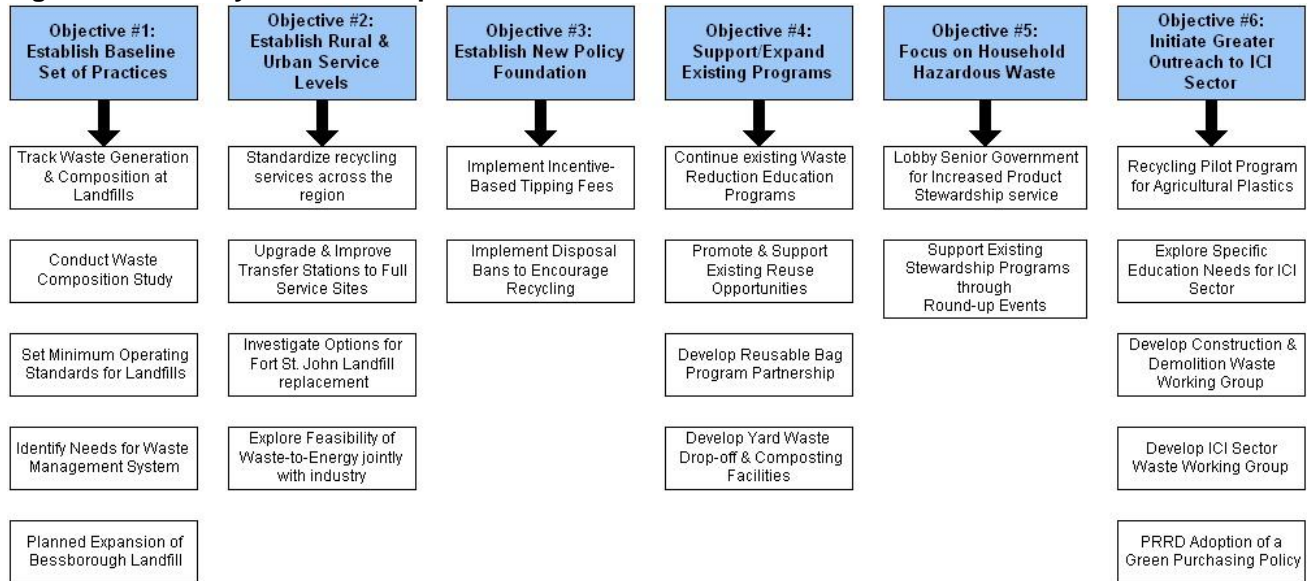 Objective #1:
Establish Baseline
Set of Practices
Track Waste Generation
& Composition at
Landfills
Conduct Waste
Composition Study
Set Minimum Operating
Standards for Landfills
Identify Needs for Waste
Management System
Planned Expansion of
Bessborough Landfill
Objective #2:
Establish Rural &
Urban Service
Levels
Standardize recycling
services across the
region
Upgrade & Improve
Transfer Stations to Full
Service Sites
Investigate Options for
Fort St. John Landfill
replacement
Explore Feasibility of
Waste-to-Energy jointly
with industry
Objective #3:
Establish New Policy
Foundation
Implement Incentive-
Based Tipping Fees
Implement Disposal
Bans to Encourage
Recycling
Objective #4:
Support/Expand
Existing Programs
Continue existing Waste
Reduction Education
Programs
Promote & Support
Existing Reuse
Opportunities
Develop Reusable Bag
Program Partnership
Develop Yard Waste
Drop-off & Composting
Facilities
Objective #5:
Focus on Household
Hazardous Waste
Lobby Senior Government
for Increased Product
Stewardship service
Support Existing
Stewardship Programs
through
Round-up Events
Objective #6:
Initiate Greater
Outreach to ICI
Sector
Recycling Pilot Program
for Agricultural Plastics
Explore Specific
Education Needs for ICI
Sector
Develop Construction &
Demolition Waste
Working Group
Develop ICI Sector
Waste Working Group
PRRD Adoption of a
Green Purchasing Policy